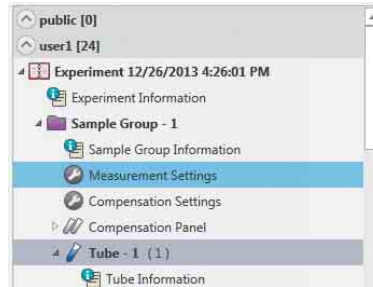 public [0]
user1 [24]
Experiment 12/26/2013 4:26:01 PM
Experiment Information
Sample Group - 1
Sample Group Information
Measurement Settings
Compensation Settings
Compensation Panel
Tube - 1 (1)
Tube Information